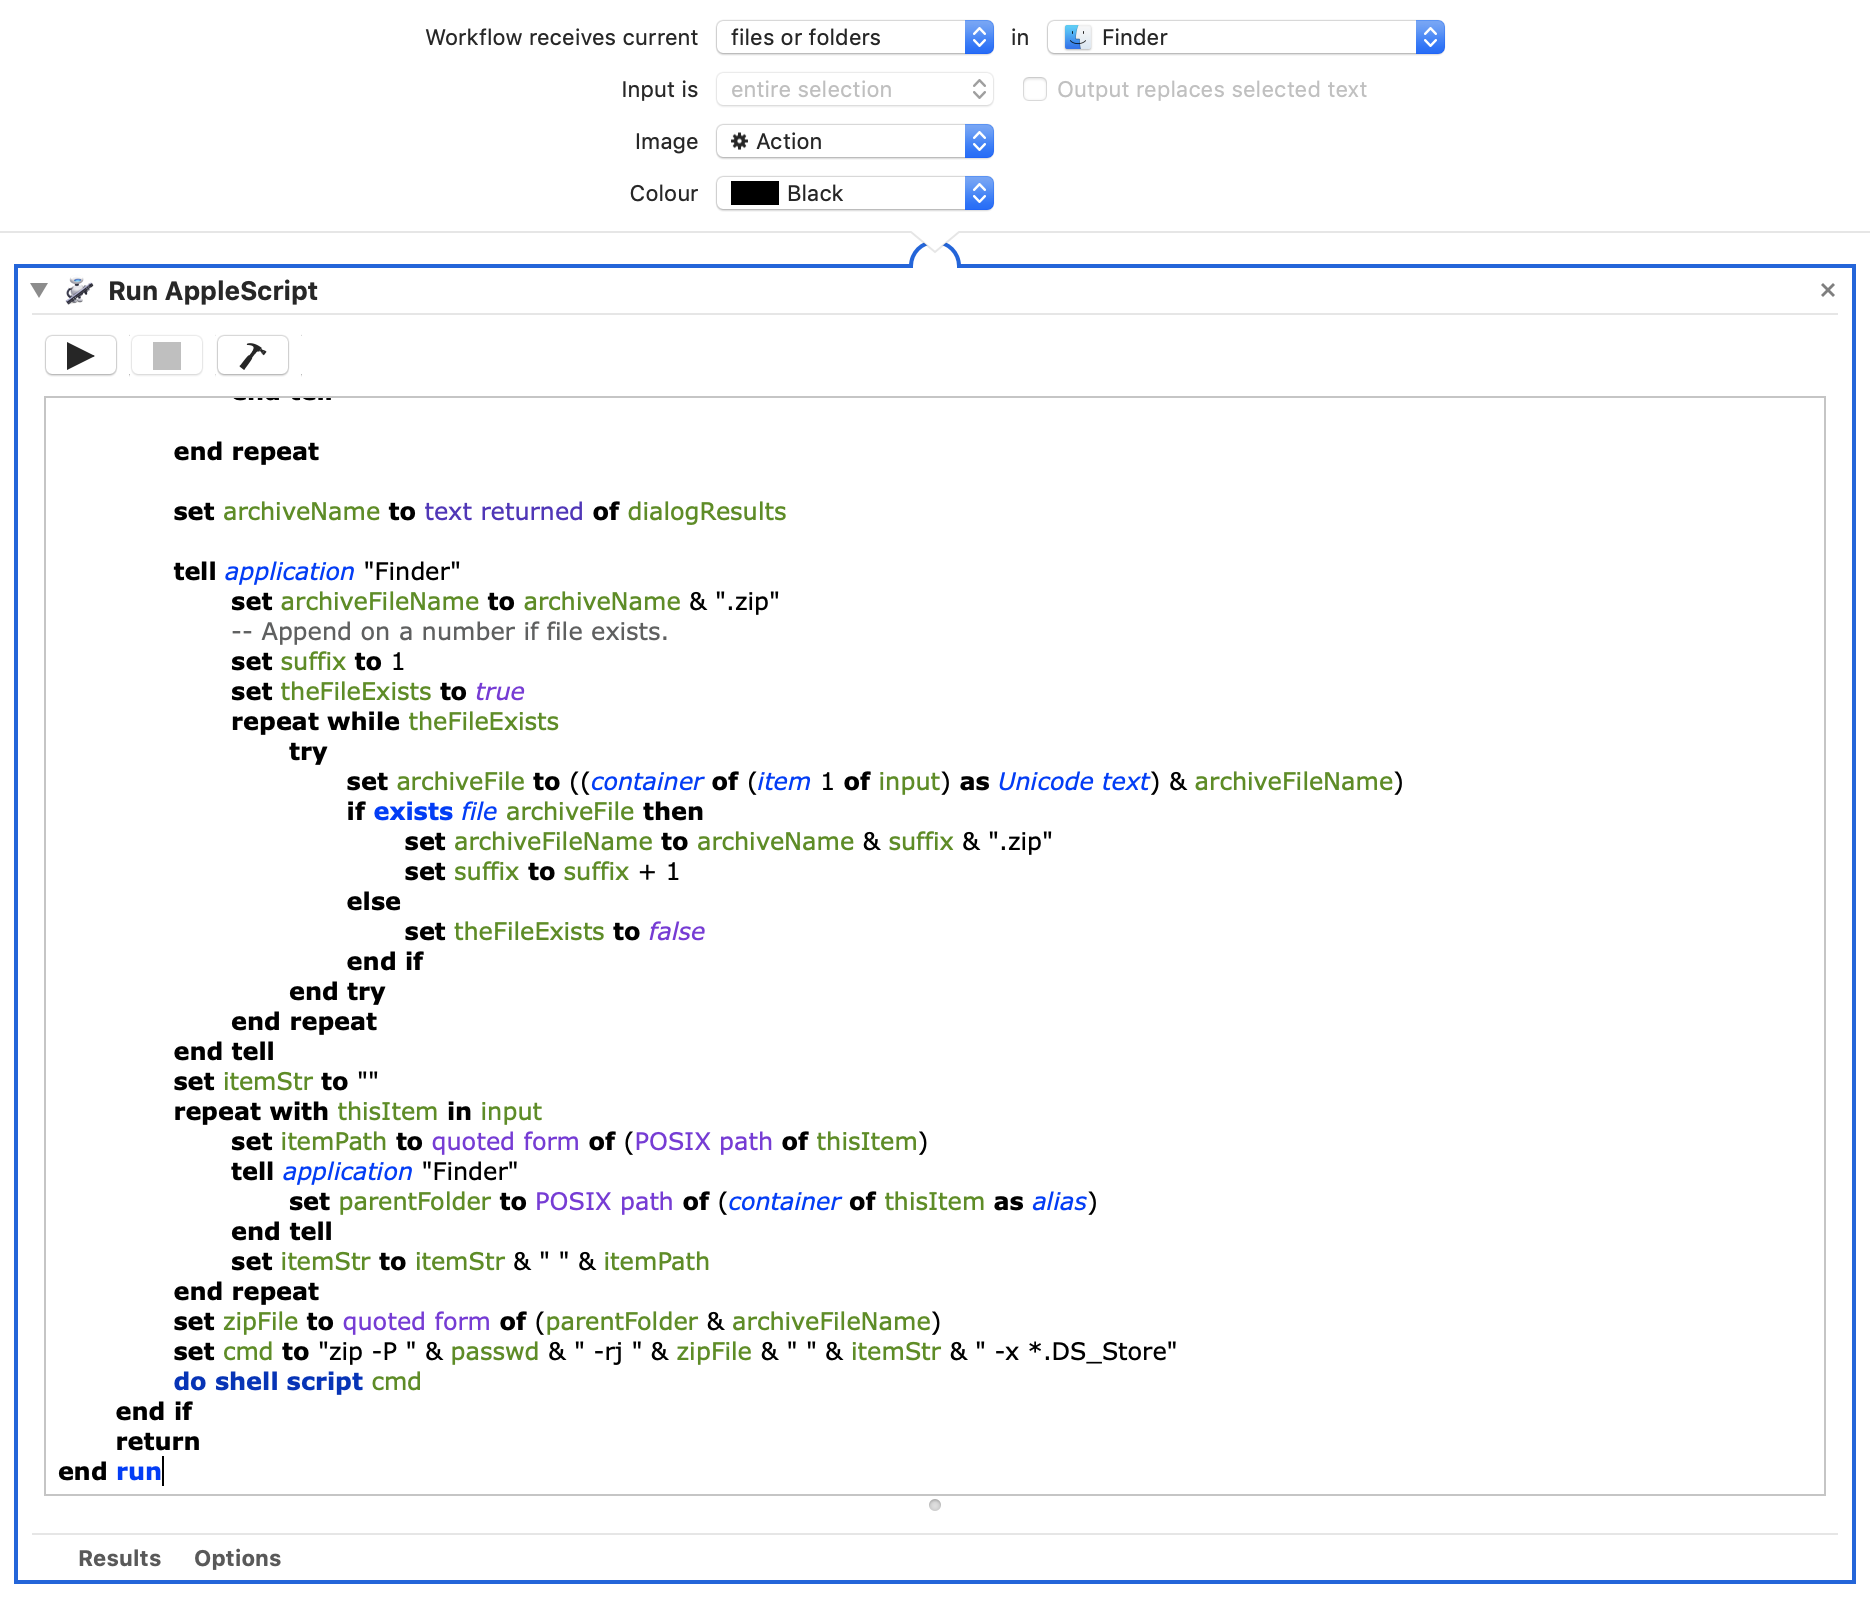 Workflow receives current files or folders in Finder
Input is entire selection Output replaces selected text
Image Action
Colour Black
Run AppleScript
end tell
end repeat
set archiveName to text returned of dialogResults
tell application "Finder"
set archiveFileName to archiveName & ".zip"
-- Append on a number if file exists.
set suffix to 1
set theFileExists to true
repeat while theFileExists
try
set archiveFile to ((container of (item 1 of input) as Unicode text) & archiveFileName)
if exists file archiveFile then
set archiveFileName to archiveName & suffix & ".zip"
set suffix to suffix + 1
else
set theFileExists to false
end if
end try
end repeat
end tell
set itemStr to ""
repeat with thisItem in input
set itemPath to quoted form of (POSIX path of thisItem)
tell application "Finder"
set parentFolder to POSIX path of (container of thisItem as alias)
end tell
set itemStr to itemStr & " " & itemPath
end repeat
set zipFile to quoted form of (parentFolder & archiveFileName)
set cmd to "zip -P " & passwd & " -rj " & zipFile & " " & itemStr & " -x *.DS_Store"
do shell script cmd
end if
return
end run
Results Options